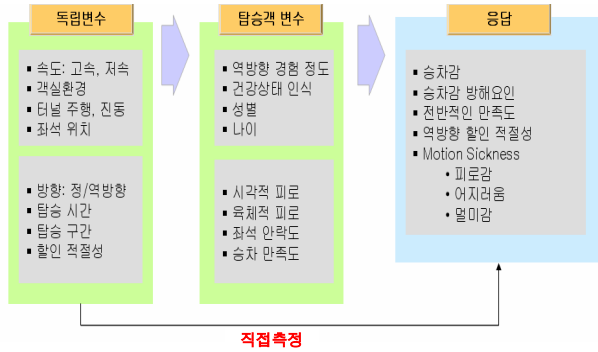 독립변수
▪ 속도: 고속, 저속
▪ 객실환경
▪ 터널 주행, 진동
▪ 좌석 위치
▪ 방향: 정/역방향
▪ 탑승 시간
▪ 탑승 구간
▪ 할인 적절성
탑승객 변수
▪ 역방향 경험 정도
▪ 건강상태 인식
▪ 성별
▪ 나이
▪ 시각적 피로
▪ 육체적 피로
▪ 좌석 안락도
▪ 승차 만족도
응답
▪ 승차감
▪ 승차감 방해요인
▪ 전반적인 만족도
▪ 역방향 할인 적절성
▪ Motion Sickness
• 피로감
• 어지러움
• 멀미감
직접측정